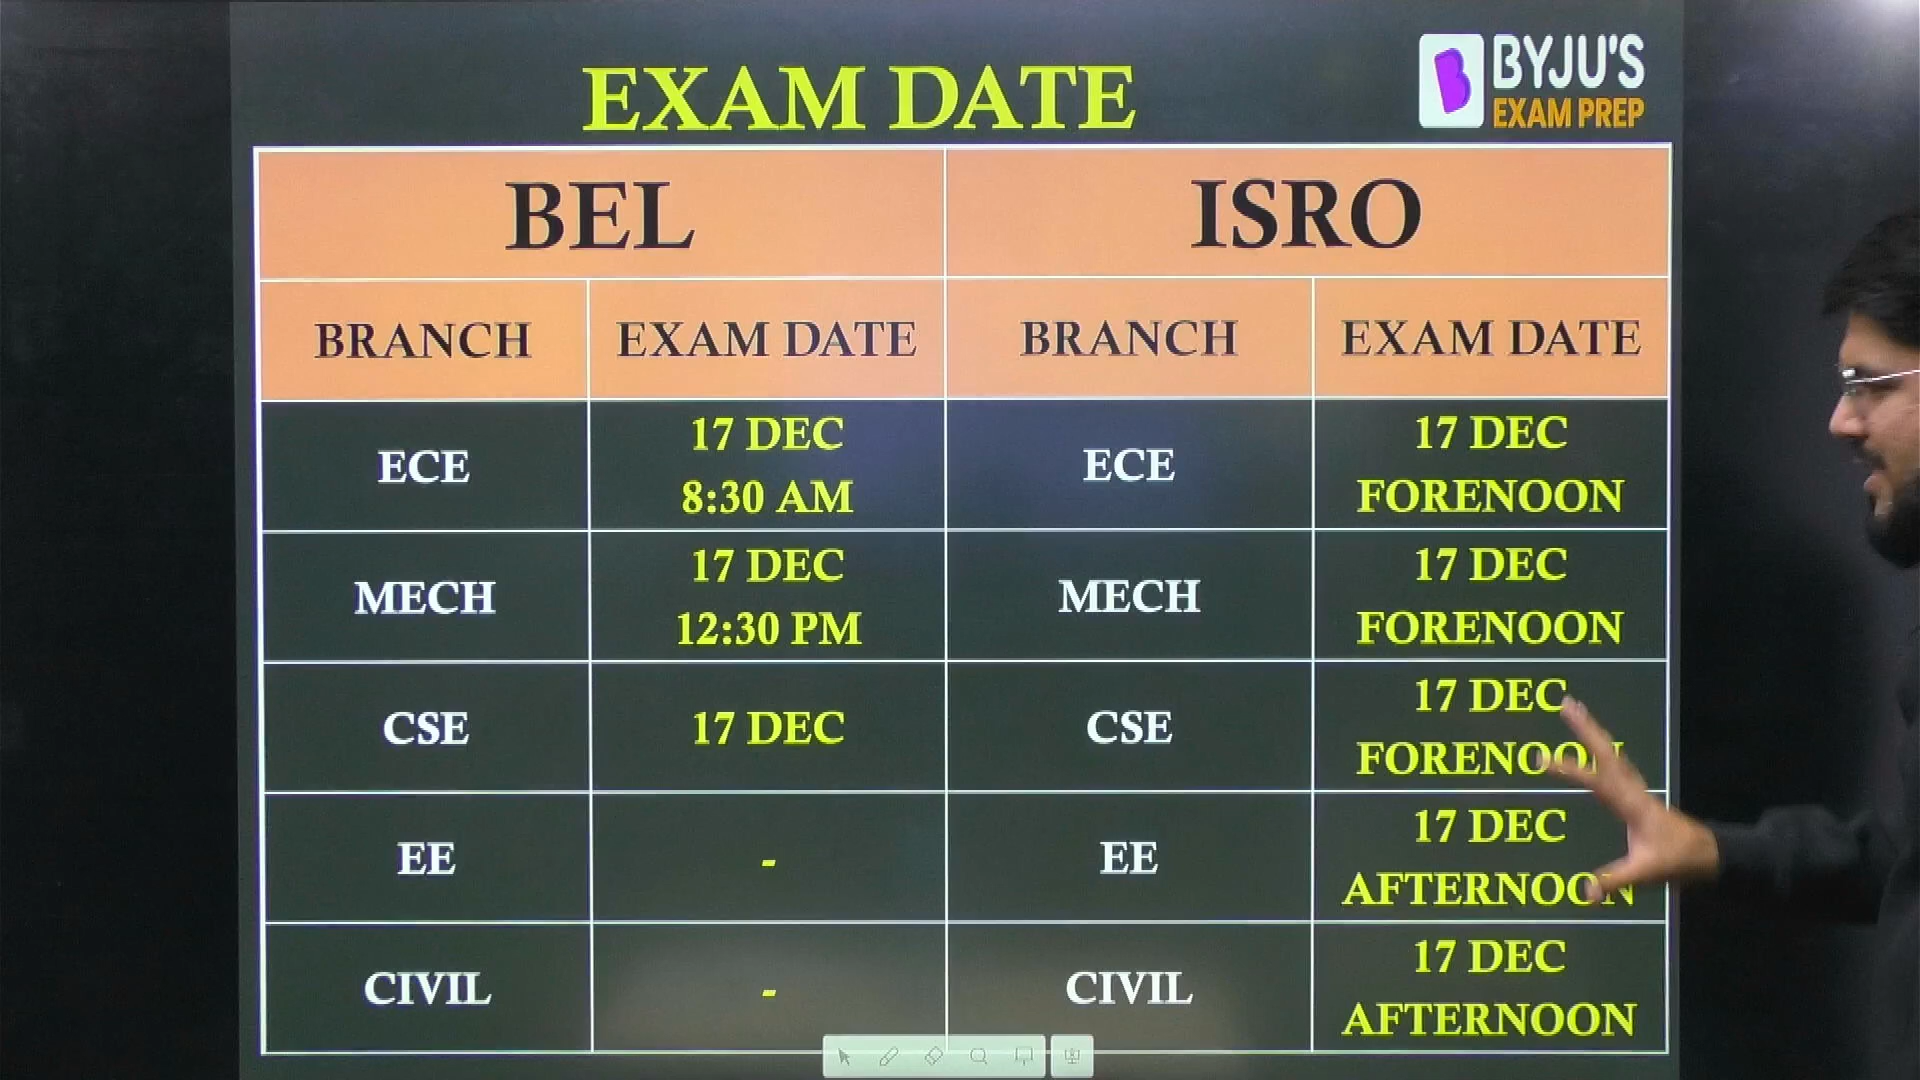 EXAM DATE
BYJU'S
EXAM PREP
BEL
ISRO
BRANCH
EXAM DATE
BRANCH
EXAM DATE
ECE
17 DEC
8:30 AM
ECE
17 DEC
FORENOON
MECH
17 DEC
12:30 PM
MECH
17 DEC
FORENOON
CSE
17 DEC
CSE
17 DEC
FORENOON
EE
-
EE
17 DEC
AFTERNOON
CIVIL
-
CIVIL
17 DEC
AFTERNOON